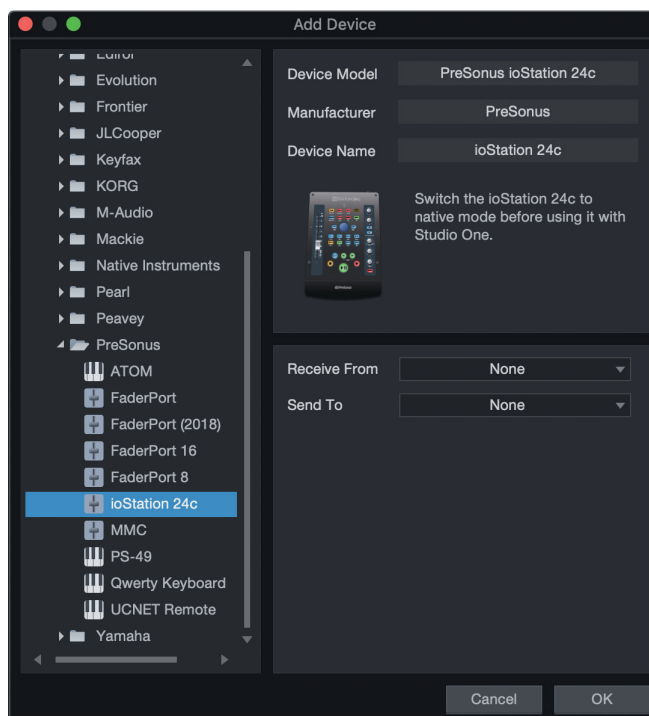 Add Device
Edirol
Evolution
Frontier
JLCooper
Keyfax
KORG
M-Audio
Mackie
Native Instruments
Pearl
Peavey
PreSonus
ATOM
FaderPort
FaderPort (2018)
FaderPort 16
FaderPort 8
ioStation 24c
MMC
PS-49
Qwerty Keyboard
UCNET Remote
Yamaha
Device Model
PreSonus ioStation 24c
Manufacturer
PreSonus
Device Name
ioStation 24c
Switch the ioStation 24c to
native mode before using it with
Studio One.
Receive From
None
Send To
None
Cancel
OK